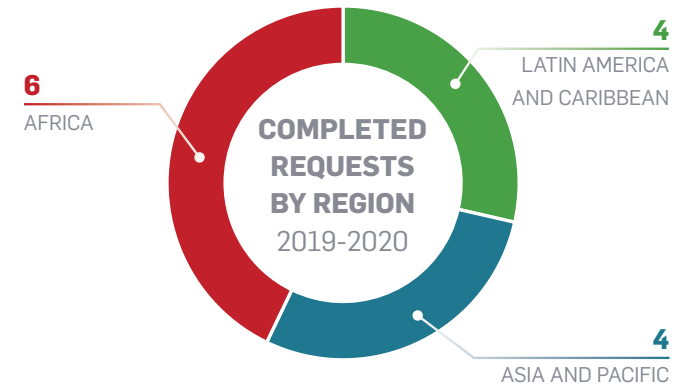 4
LATIN AMERICA
AND CARIBBEAN
6
AFRICA
COMPLETED
REQUESTS
BY REGION
2019-2020
4
ASIA AND PACIFIC